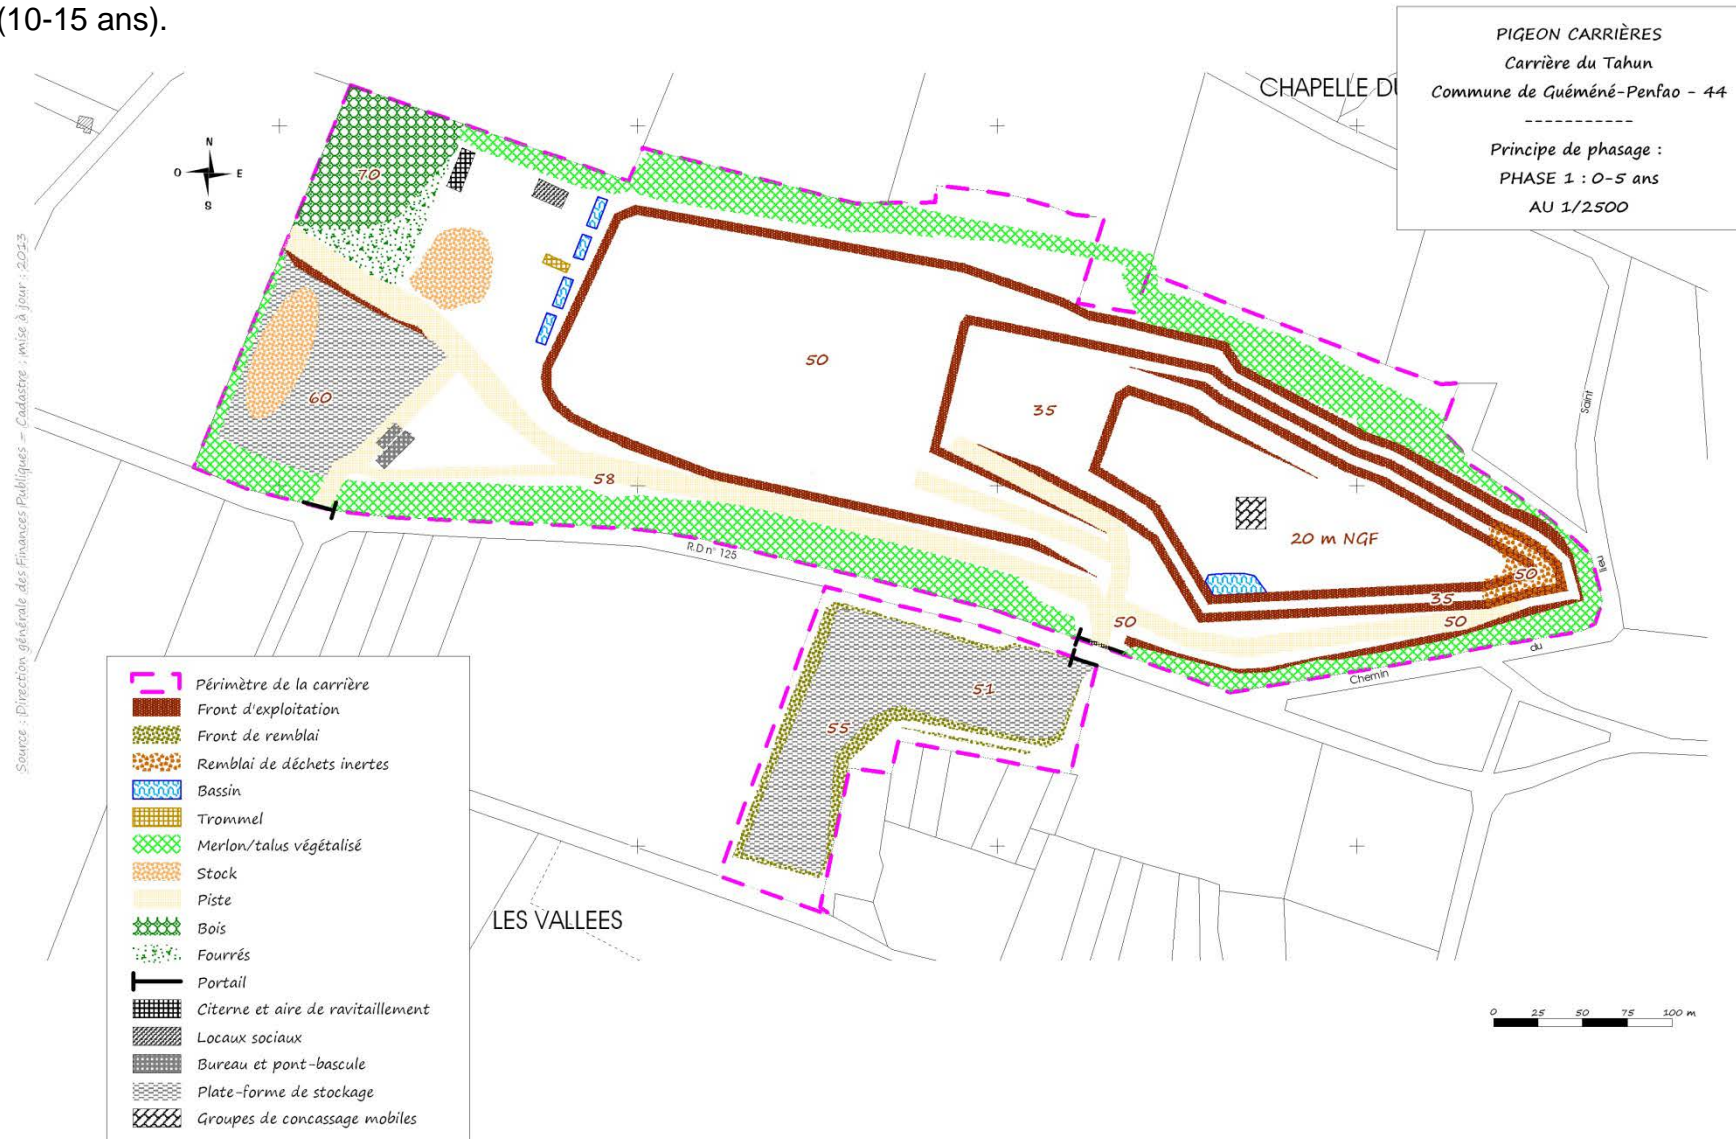 (10-15 ans).
PIGEON CARRIÈRES
Carrière du Tahun
Commune de Guéméné-Penfao - 44
-----------
Principe de phasage :
PHASE 1 : 0-5 ans
AU 1/2500
CHAPELLE DU
N
O
E
S
70
50
35
60
58
20 m NGF
50
35
50
50
51
55
R.D n° 125
Saint
lieu
du
Chemin
LES VALLEES
Source : Direction générale des Finances Publiques - Cadastre ; mise à jour : 2013
Périmètre de la carrière
Front d'exploitation
Front de remblai
Remblai de déchets inertes
Bassin
Trommel
Merlon/talus végétalisé
Stock
Piste
Bois
Fourrés
Portail
Citerne et aire de ravitaillement
Locaux sociaux
Bureau et pont-bascule
Plate-forme de stockage
Groupes de concassage mobiles
0 25 50 75 100 m